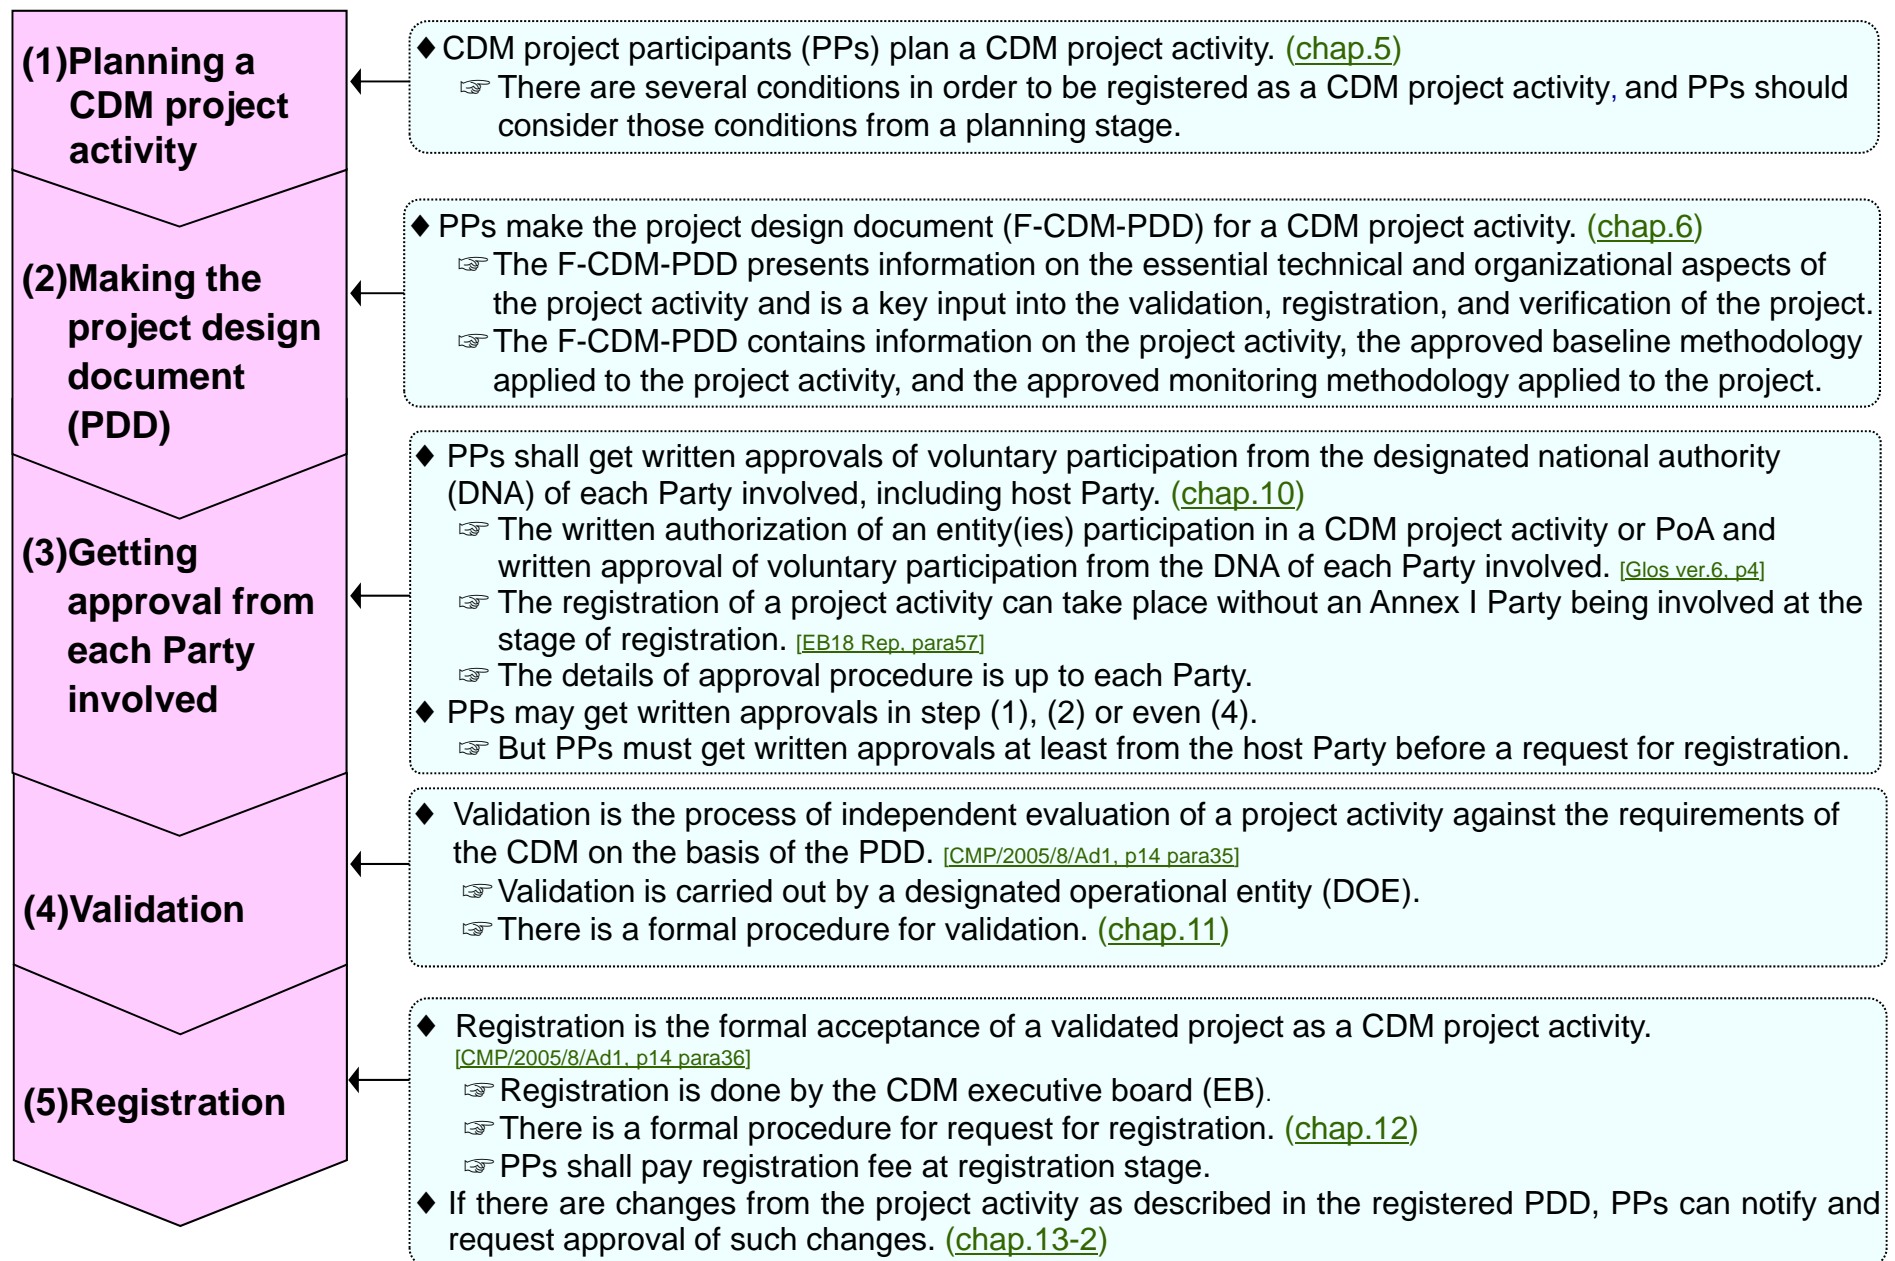 (1)Planning a
CDM project
activity
♦ CDM project participants (PPs) plan a CDM project activity. (chap.5)
☞ There are several conditions in order to be registered as a CDM project activity, and PPs should
consider those conditions from a planning stage.
(2)Making the
project design
document
(PDD)
♦ PPs make the project design document (F-CDM-PDD) for a CDM project activity. (chap.6)
☞ The F-CDM-PDD presents information on the essential technical and organizational aspects of
the project activity and is a key input into the validation, registration, and verification of the project.
☞ The F-CDM-PDD contains information on the project activity, the approved baseline methodology
applied to the project activity, and the approved monitoring methodology applied to the project.
(3)Getting
approval from
each Party
involved
♦ PPs shall get written approvals of voluntary participation from the designated national authority
(DNA) of each Party involved, including host Party. (chap.10)
☞ The written authorization of an entity(ies) participation in a CDM project activity or PoA and
written approval of voluntary participation from the DNA of each Party involved. [Glos ver.6, p4]
☞ The registration of a project activity can take place without an Annex I Party being involved at the
stage of registration. [EB18 Rep, para57]
☞ The details of approval procedure is up to each Party.
♦ PPs may get written approvals in step (1), (2) or even (4).
☞ But PPs must get written approvals at least from the host Party before a request for registration.
(4)Validation
♦ Validation is the process of independent evaluation of a project activity against the requirements of
the CDM on the basis of the PDD. [CMP/2005/8/Ad1, p14 para35]
☞ Validation is carried out by a designated operational entity (DOE).
☞ There is a formal procedure for validation. (chap.11)
(5)Registration
♦ Registration is the formal acceptance of a validated project as a CDM project activity.
[CMP/2005/8/Ad1, p14 para36]
☞ Registration is done by the CDM executive board (EB).
☞ There is a formal procedure for request for registration. (chap.12)
☞ PPs shall pay registration fee at registration stage.
♦ If there are changes from the project activity as described in the registered PDD, PPs can notify and
request approval of such changes. (chap.13-2)